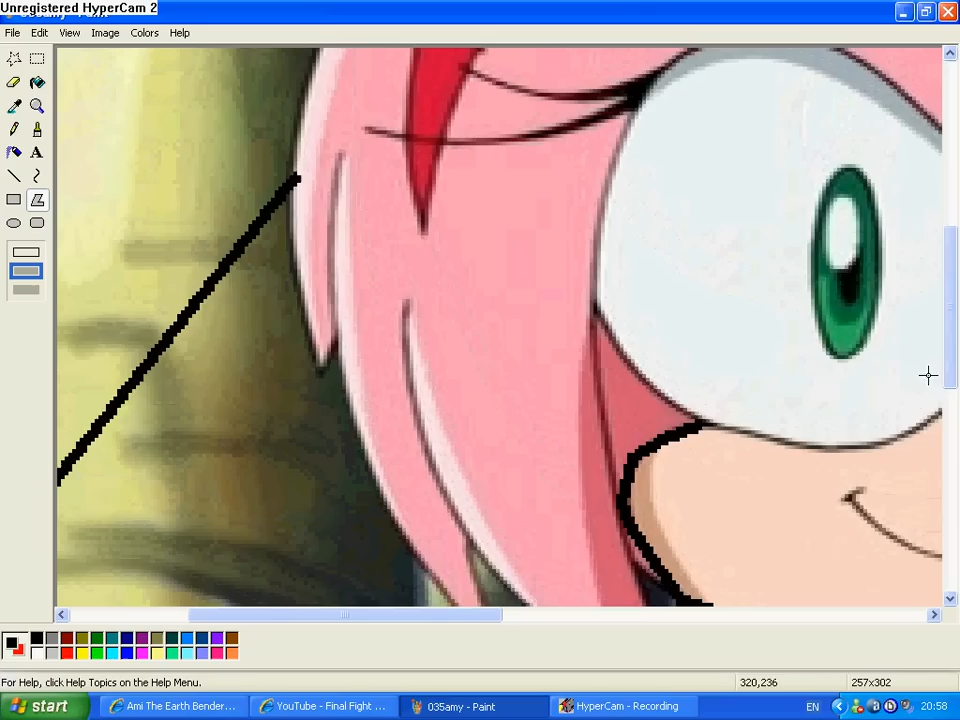 Unregistered HyperCam 2
File Edit View Image Colors Help
For Help, click Help Topics on the Help Menu.
320,236
257x302
start
Ami The Earth Bender...
YouTube - Final Fight ...
035amy - Paint
HyperCam - Recording
EN
20:58